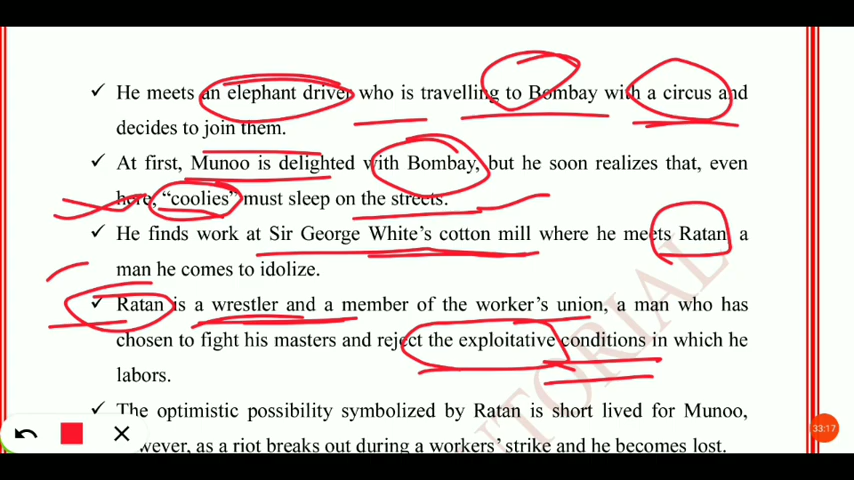 ✓ He meets an elephant driver who is travelling to Bombay with a circus and
decides to join them.
✓ At first, Munoo is delighted with Bombay, but he soon realizes that, even
here, “coolies” must sleep on the streets.
✓ He finds work at Sir George White’s cotton mill where he meets Ratan, a
man he comes to idolize.
✓ Ratan is a wrestler and a member of the worker’s union, a man who has
chosen to fight his masters and reject the exploitative conditions in which he
labors.
✓ The optimistic possibility symbolized by Ratan is short lived for Munoo,
however, as a riot breaks out during a workers’ strike and he becomes lost.
UTORIAL
33:17